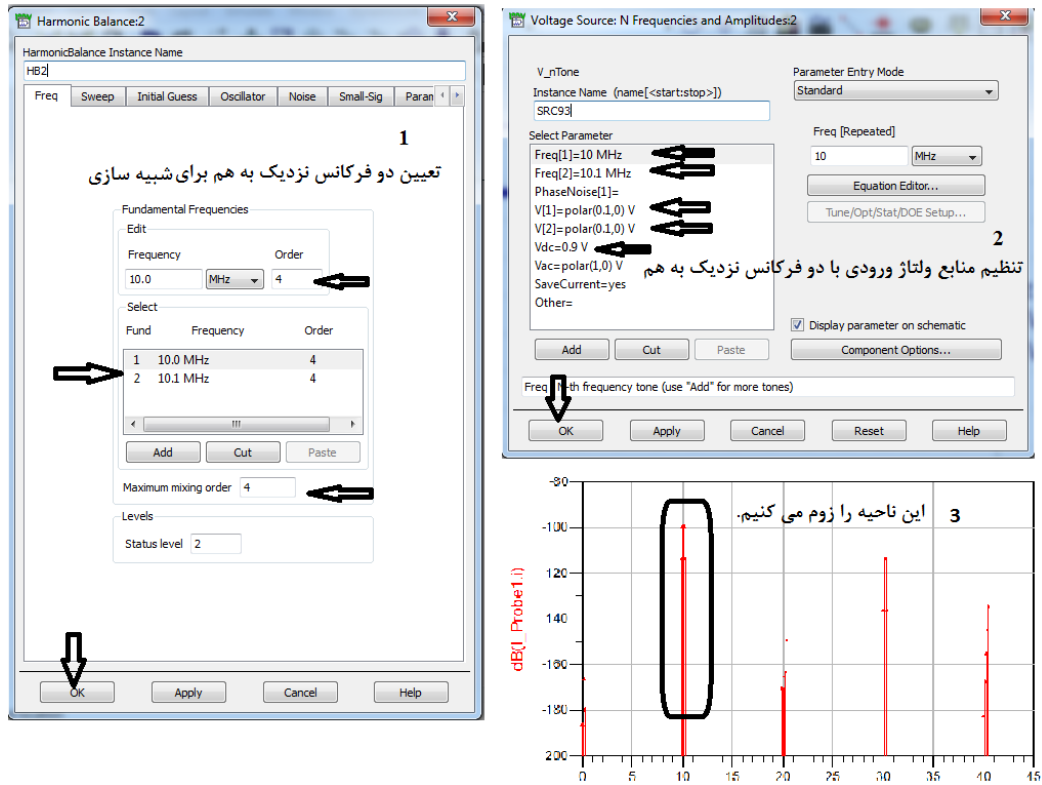 Harmonic Balance:2
HarmonicBalance Instance Name
HB2
Freq Sweep Initial Guess Oscillator Noise Small-Sig Param
1
تعیین دو فرکانس نزدیک به هم برای شبیه سازی
Fundamental Frequencies
Edit
Frequency Order
10.0 MHz 4
Select
Fund Frequency Order
1 10.0 MHz 4
2 10.1 MHz 4
Add Cut Paste
Maximum mixing order 4
Levels
Status level 2
OK Apply Cancel Help
Voltage Source: N Frequencies and Amplitudes:2
V_nTone
Instance Name (name[<start:stop>])
SRC93
Select Parameter
Freq[1]=10 MHz
Freq[2]=10.1 MHz
PhaseNoise[1]=
V[1]=polar(0.1,0) V
V[2]=polar(0.1,0) V
Vdc=0.9 V
Vac=polar(1,0) V
SaveCurrent=yes
Other=
Add Cut Paste
Parameter Entry Mode
Standard
Freq [Repeated]
10 MHz
Equation Editor...
Tune/Opt/Stat/DOE Setup...
2
تنظیم منابع ولتاژ ورودی با دو فرکانس نزدیک به هم
Display parameter on schematic
Component Options...
Freq N-th frequency tone (use "Add" for more tones)
OK Apply Cancel Reset Help
3 این ناحیه را زوم می کنیم.
dB(I_Probe1.i)
-80
-100
120
140
-160
-180
200
0 5 10 15 20 25 30 35 40 45